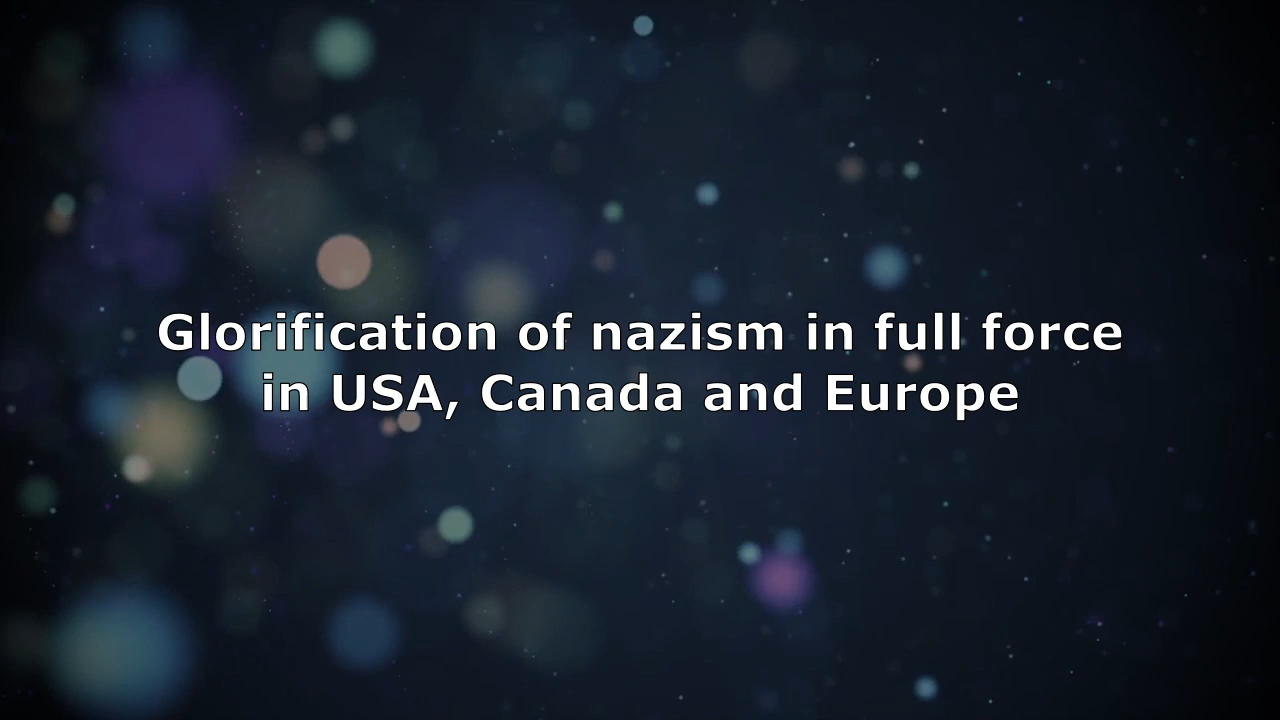 Glorification of nazism in full force
in USA, Canada and Europe